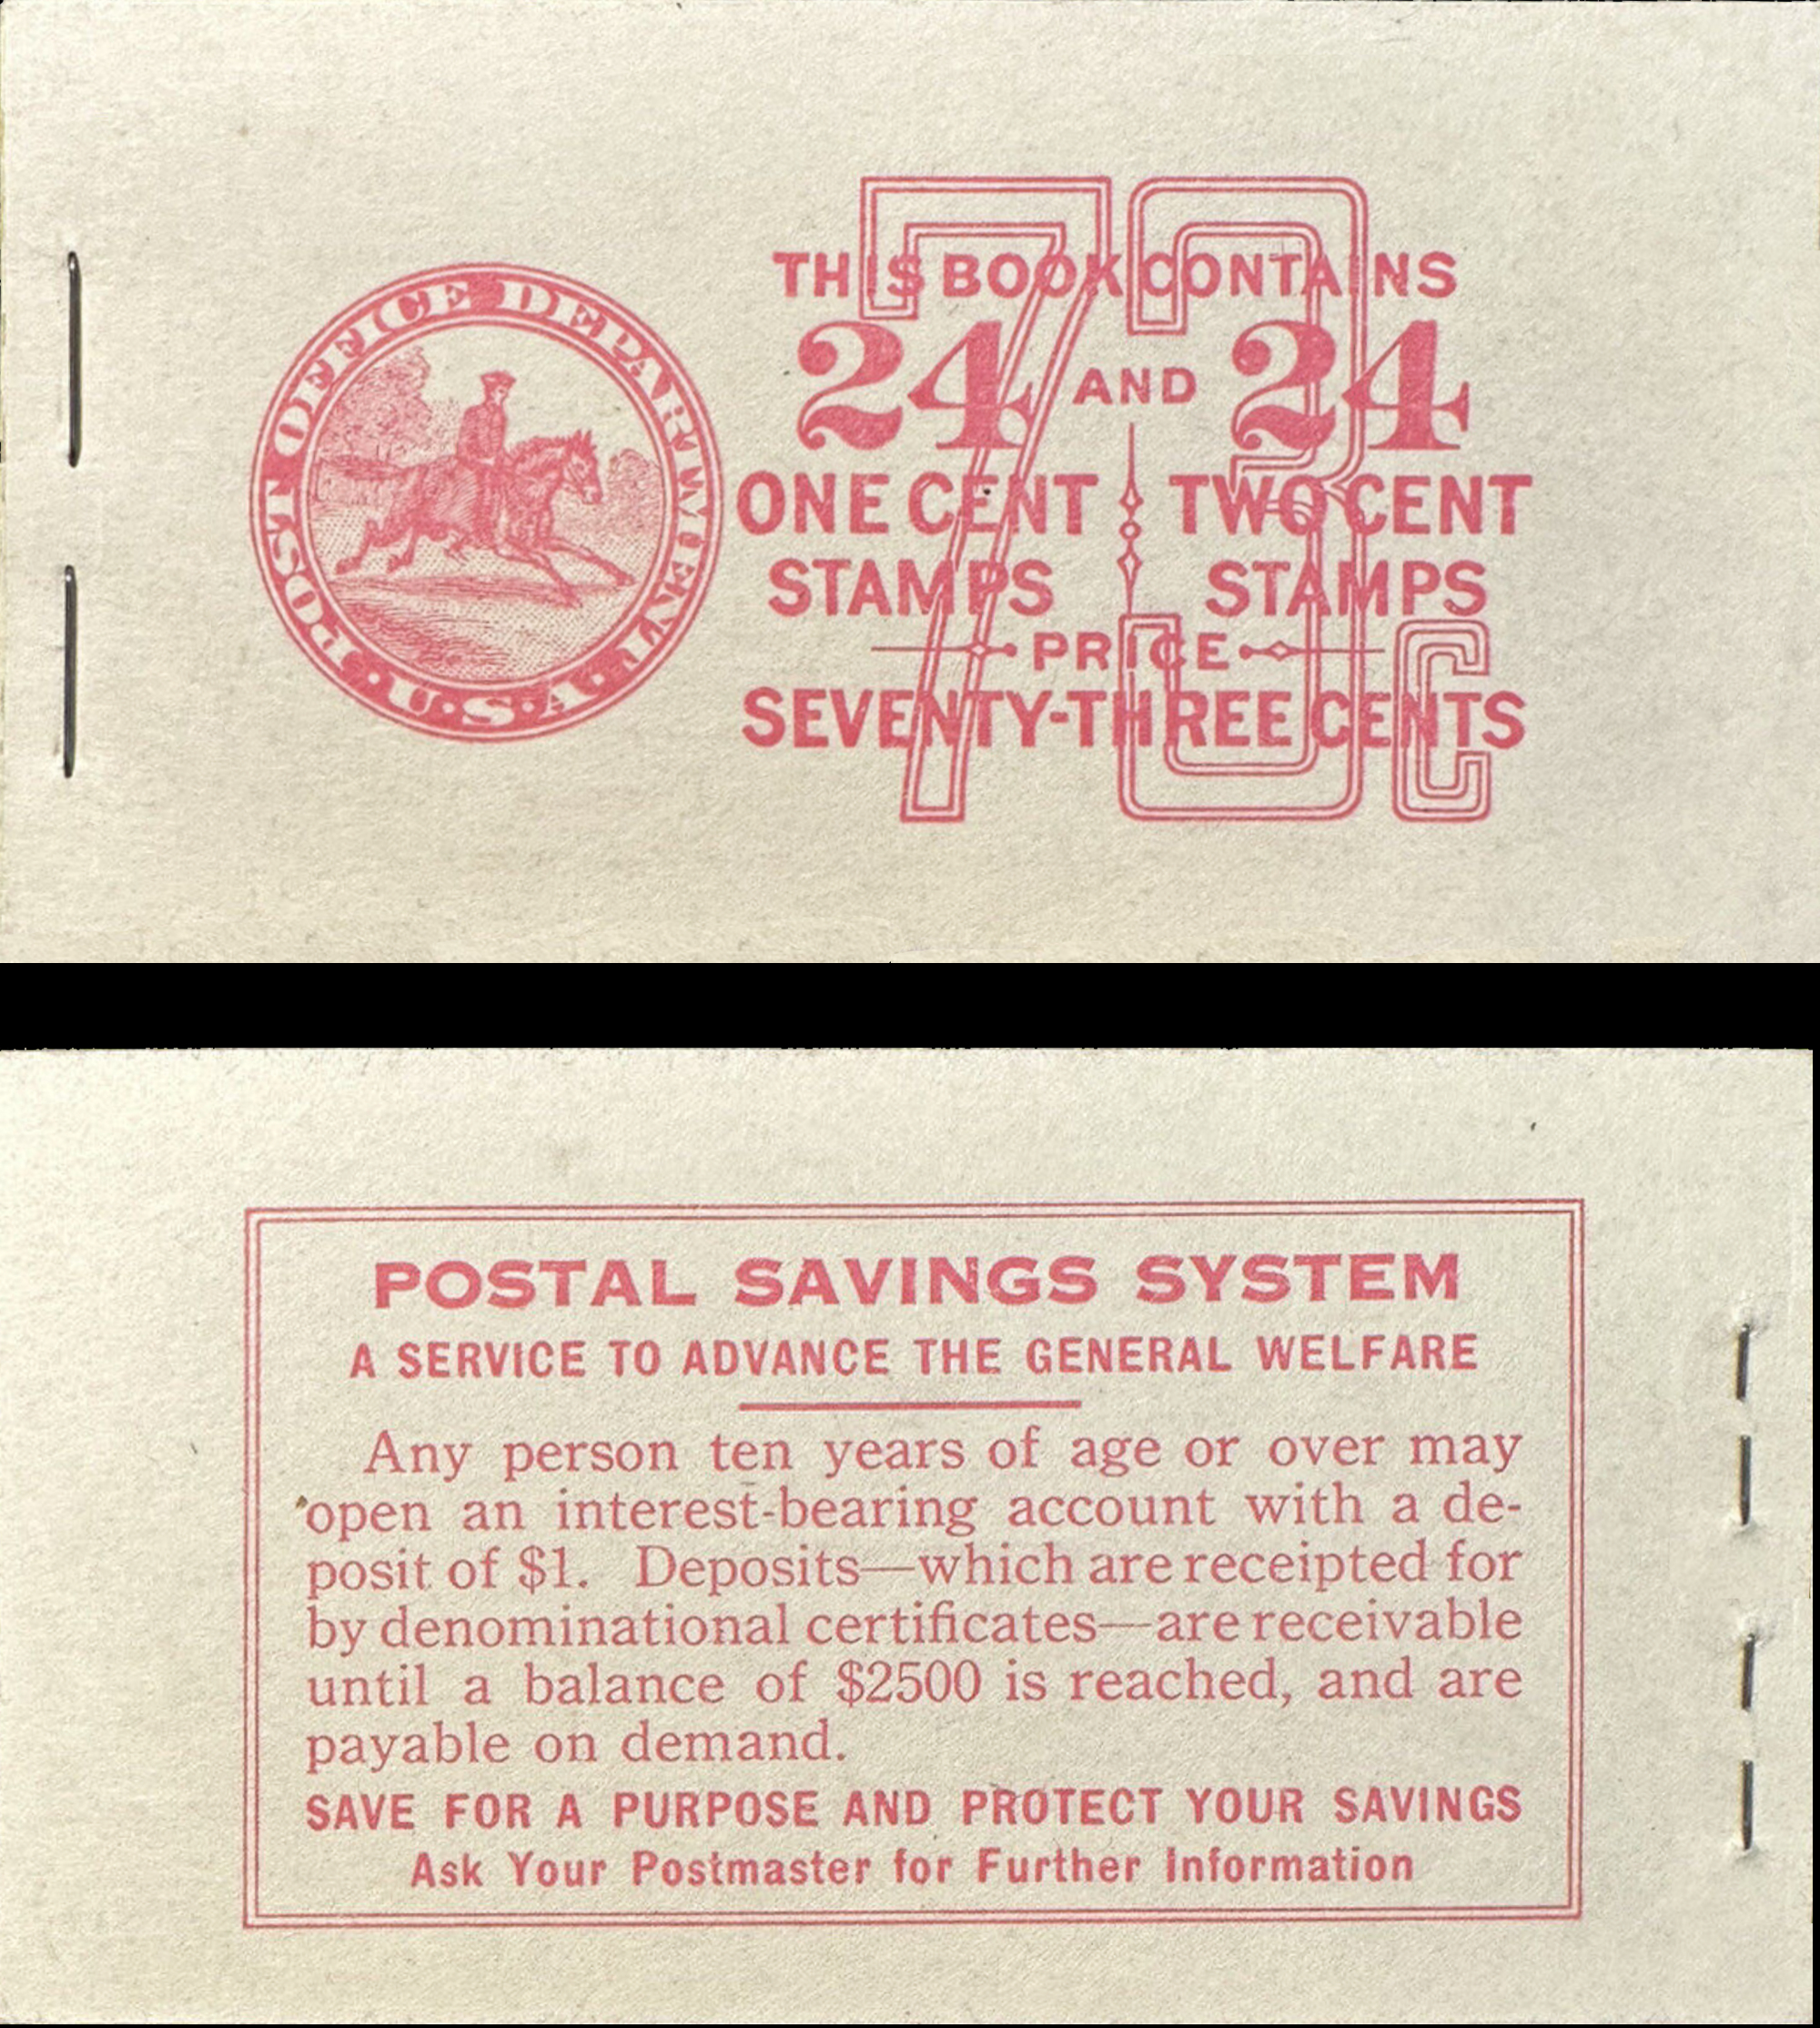 POST OFFICE DEPARTMENT
·U·S·A·
73c
THIS BOOK CONTAINS
24 AND 24
ONE CENT TWO CENT
STAMPS STAMPS
PRICE
SEVENTY-THREE CENTS
POSTAL SAVINGS SYSTEM
A SERVICE TO ADVANCE THE GENERAL WELFARE
Any person ten years of age or over may
open an interest-bearing account with a de-
posit of $1. Deposits—which are receipted for
by denominational certificates—are receivable
until a balance of $2500 is reached, and are
payable on demand.
SAVE FOR A PURPOSE AND PROTECT YOUR SAVINGS
Ask Your Postmaster for Further Information